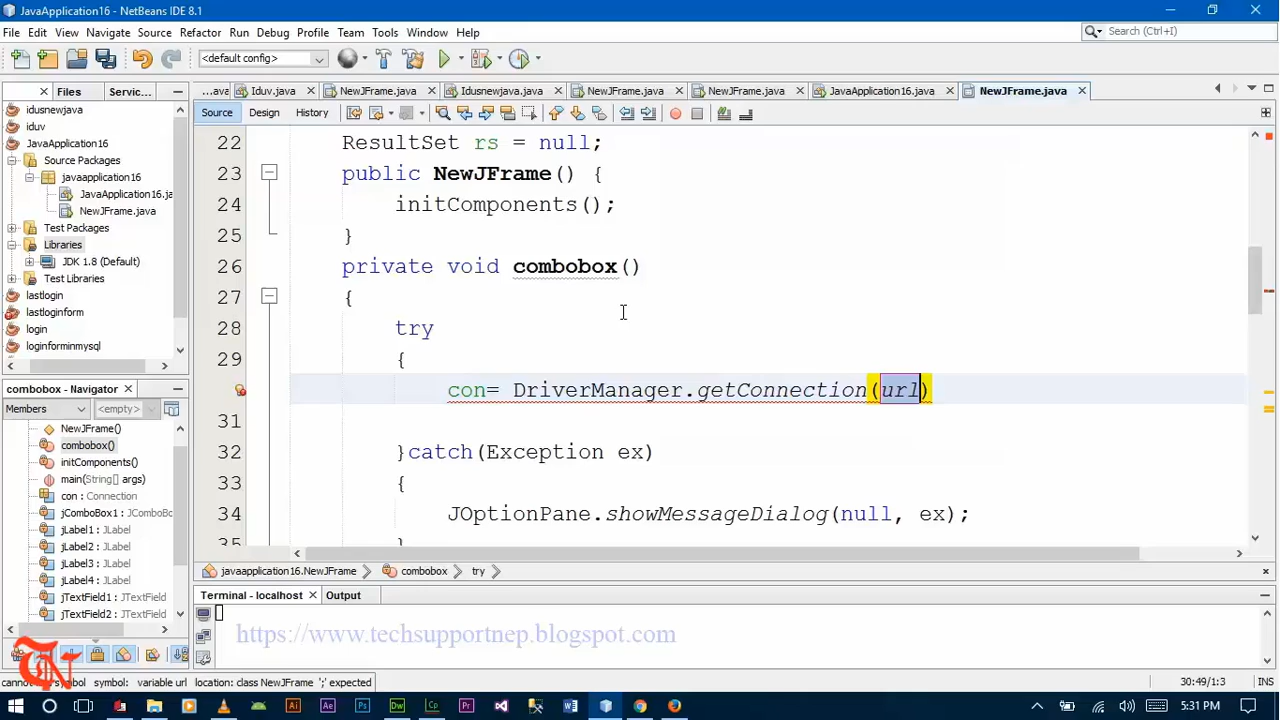 JavaApplication16 - NetBeans IDE 8.1
File Edit View Navigate Source Refactor Run Debug Profile Team Tools Window Help
Search (Ctrl+I)
<default config>
Files Servic...
...ava Iduv.java NewJFrame.java Idusnewjava.java NewJFrame.java NewJFrame.java JavaApplication16.java NewJFrame.java
Source Design History
idusnewjava
iduv
JavaApplication16
Source Packages
javaapplication16
JavaApplication16.ja
NewJFrame.java
Test Packages
Libraries
JDK 1.8 (Default)
Test Libraries
lastlogin
lastloginform
login
loginforminmysql
combobox - Navigator
Members <empty>
NewJFrame()
combobox()
initComponents()
main(String[] args)
con : Connection
jComboBox1 : JComboBo
jLabel1 : JLabel
jLabel2 : JLabel
jLabel3 : JLabel
jLabel4 : JLabel
jTextField1 : JTextField
jTextField2 : JTextField
22 ResultSet rs = null;
23 public NewJFrame() {
24 initComponents();
25 }
26 private void combobox()
27 {
28 try
29 {
con= DriverManager.getConnection(url)
31
32 }catch(Exception ex)
33 {
34 JOptionPane.showMessageDialog(null, ex);
35 }
javaapplication16.NewJFrame combobox try
Terminal - localhost Output
https://www.techsupportnep.blogspot.com
symbol: variable url location: class NewJFrame ';' expected
30:49/1:3 INS
5:31 PM